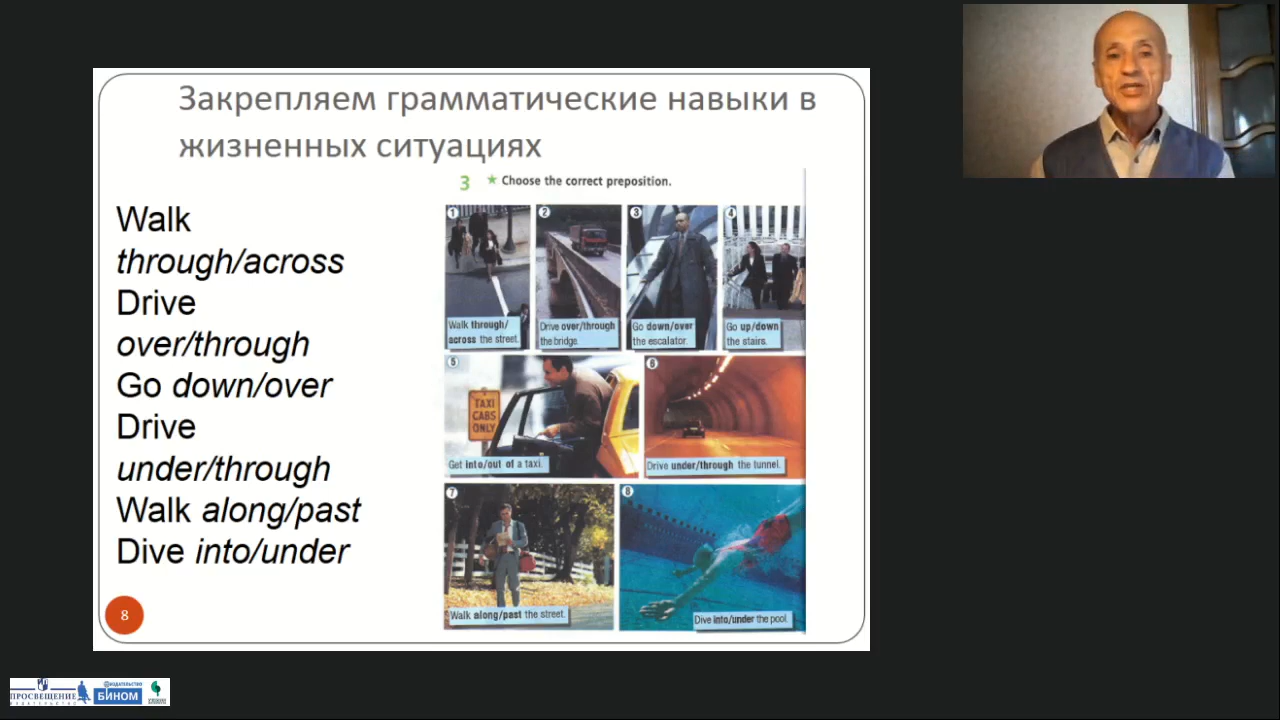 Закрепляем грамматические навыки в
жизненных ситуациях
Walk
through/across
Drive
over/through
Go down/over
Drive
under/through
Walk along/past
Dive into/under
8
3 ★ Choose the correct preposition.
1
Walk through/
across the street.
2
Drive over/through
the bridge.
3
Go down/over
the escalator.
4
Go up/down
the stairs.
5
TAXI
CABS
ONLY
Get into/out of a taxi.
6
Drive under/through the tunnel.
7
Walk along/past the street.
8
Dive into/under the pool.
ПРОСВЕЩЕНИЕ
ИЗДАТЕЛЬСТВО
ИЗДАТЕЛЬСТВО
БИНОМ